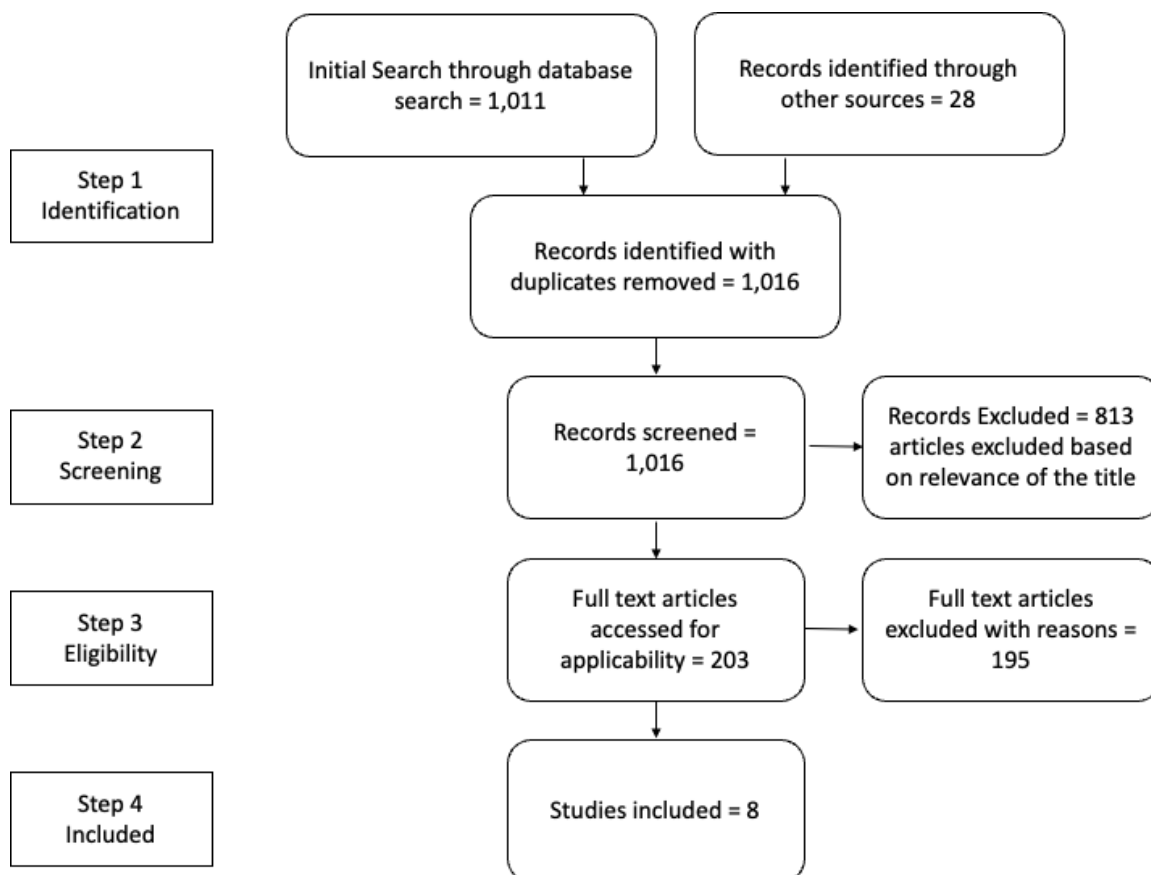 Initial Search through database
search = 1,011
Records identified through
other sources = 28
Step 1
Identification
Records identified with
duplicates removed = 1,016
Step 2
Screening
Records screened =
1,016
Records Excluded = 813
articles excluded based
on relevance of the title
Step 3
Eligibility
Full text articles
accessed for
applicability = 203
Full text articles
excluded with reasons =
195
Step 4
Included
Studies included = 8